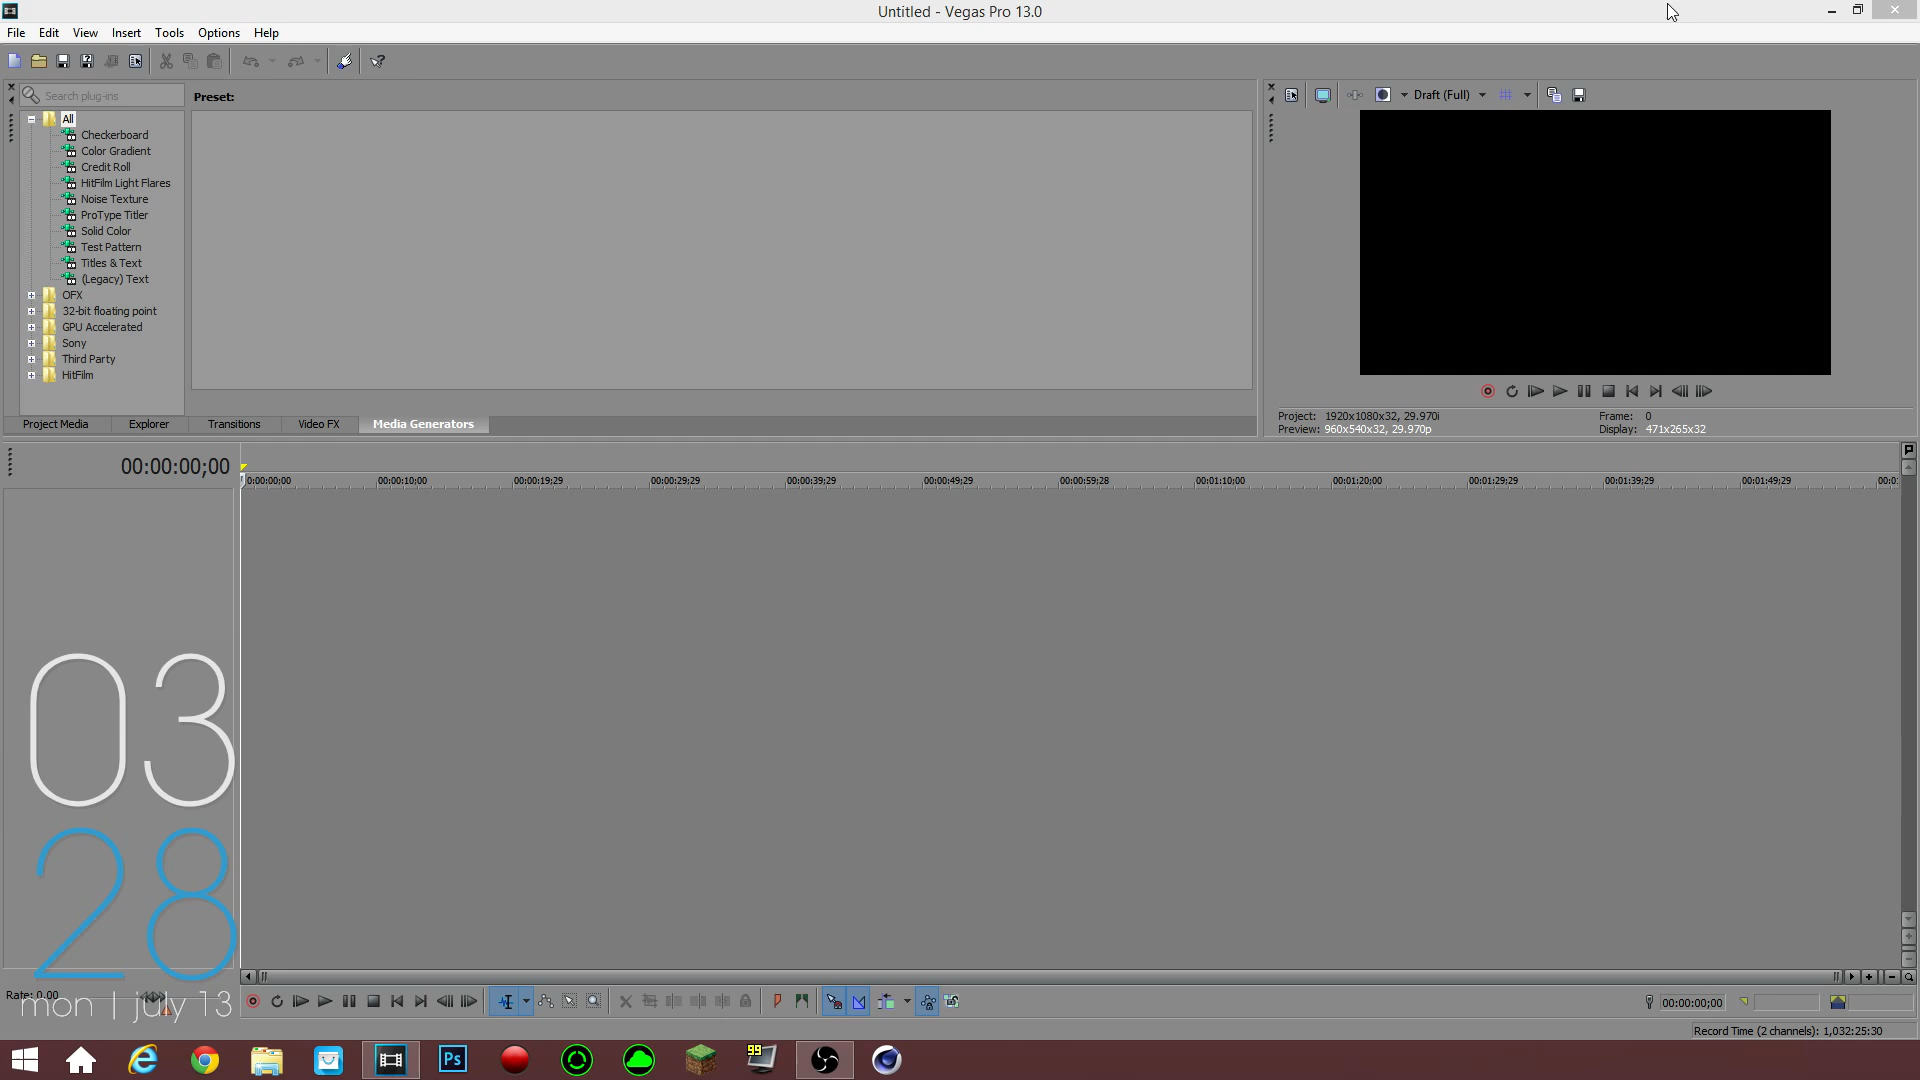 Untitled - Vegas Pro 13.0
File Edit View Insert Tools Options Help
Search plug-ins
Preset:
All
Checkerboard
Color Gradient
Credit Roll
HitFilm Light Flares
Noise Texture
ProType Titler
Solid Color
Test Pattern
Titles & Text
(Legacy) Text
OFX
32-bit floating point
GPU Accelerated
Sony
Third Party
HitFilm
Project Media Explorer Transitions Video FX Media Generators
Draft (Full)
Project: 1920x1080x32, 29.970i
Preview: 960x540x32, 29.970p
Frame: 0
Display: 471x265x32
00:00:00;00
0:00:00;00 00:00:10;00 00:00:19;29 00:00:29;29 00:00:39;29 00:00:49;29 00:00:59;28 00:01:10;00 00:01:20;00 00:01:29;29 00:01:39;29 00:01:49;29
03
28
Rate: 0.00
mon | july 13
00:00:00;00
Record Time (2 channels): 1,032:25:30
Ps
99